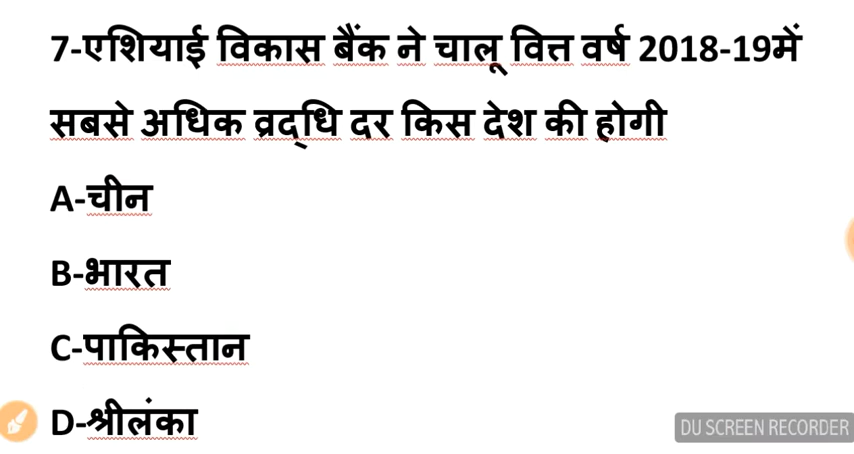 7-एशियाई विकास बैंक ने चालू वित्त वर्ष 2018-19में
सबसे अधिक व्रद्धि दर किस देश की होगी
A-चीन
B-भारत
C-पाकिस्तान
D-श्रीलंका
DU SCREEN RECORDER